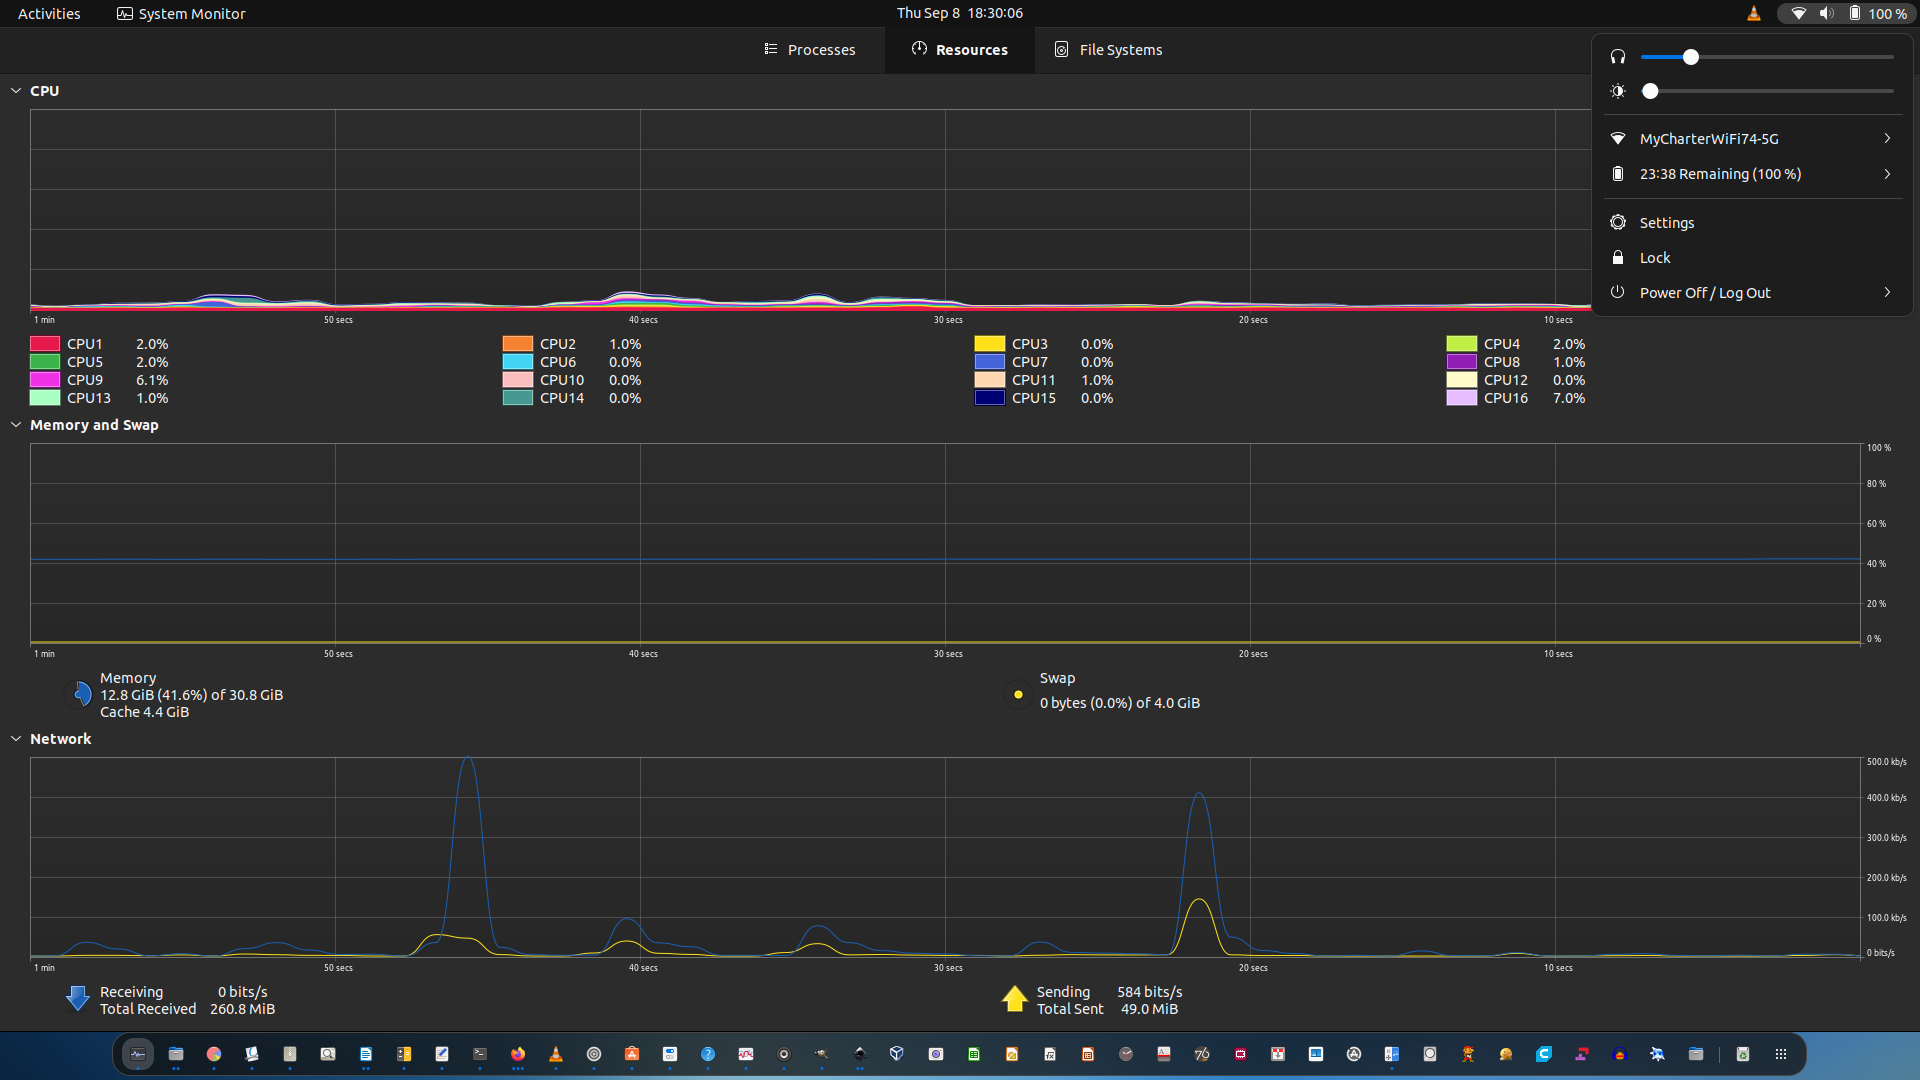 Activities System Monitor Thu Sep 8 18:30:06 100 %
Processes Resources File Systems
MyCharterWiFi74-5G
23:38 Remaining (100 %)
Settings
Lock
Power Off / Log Out
CPU
1 min 50 secs 40 secs 30 secs 20 secs 10 secs
CPU1 2.0% CPU2 1.0% CPU3 0.0% CPU4 2.0%
CPU5 2.0% CPU6 0.0% CPU7 0.0% CPU8 1.0%
CPU9 6.1% CPU10 0.0% CPU11 1.0% CPU12 0.0%
CPU13 1.0% CPU14 0.0% CPU15 0.0% CPU16 7.0%
Memory and Swap
100 %
80 %
60 %
40 %
20 %
0 %
1 min 50 secs 40 secs 30 secs 20 secs 10 secs
Memory
12.8 GiB (41.6%) of 30.8 GiB
Cache 4.4 GiB
Swap
0 bytes (0.0%) of 4.0 GiB
Network
500.0 kb/s
400.0 kb/s
300.0 kb/s
200.0 kb/s
100.0 kb/s
0 bits/s
1 min 50 secs 40 secs 30 secs 20 secs 10 secs
Receiving 0 bits/s
Total Received 260.8 MiB
Sending 584 bits/s
Total Sent 49.0 MiB
76